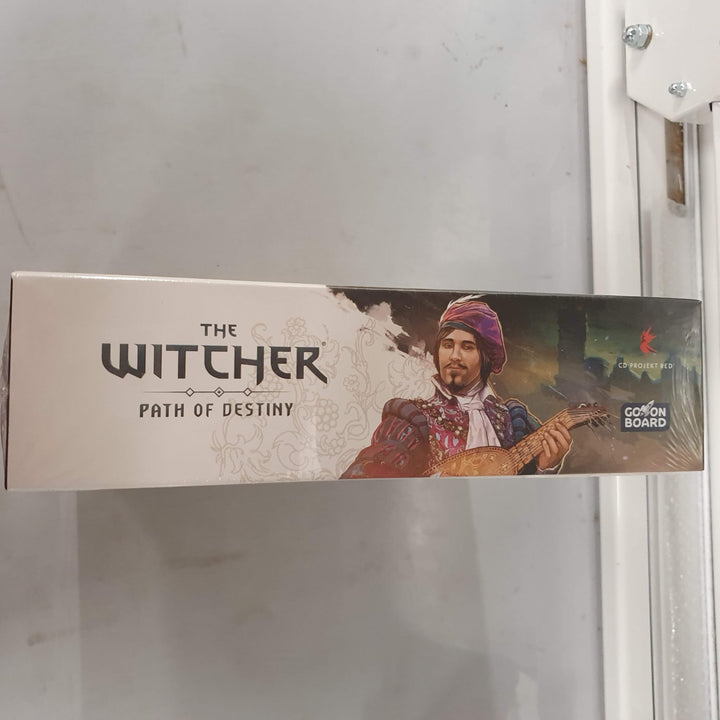 THE
WITCHER®
PATH OF DESTINY
CD PROJEKT RED®
GO ON
BOARD